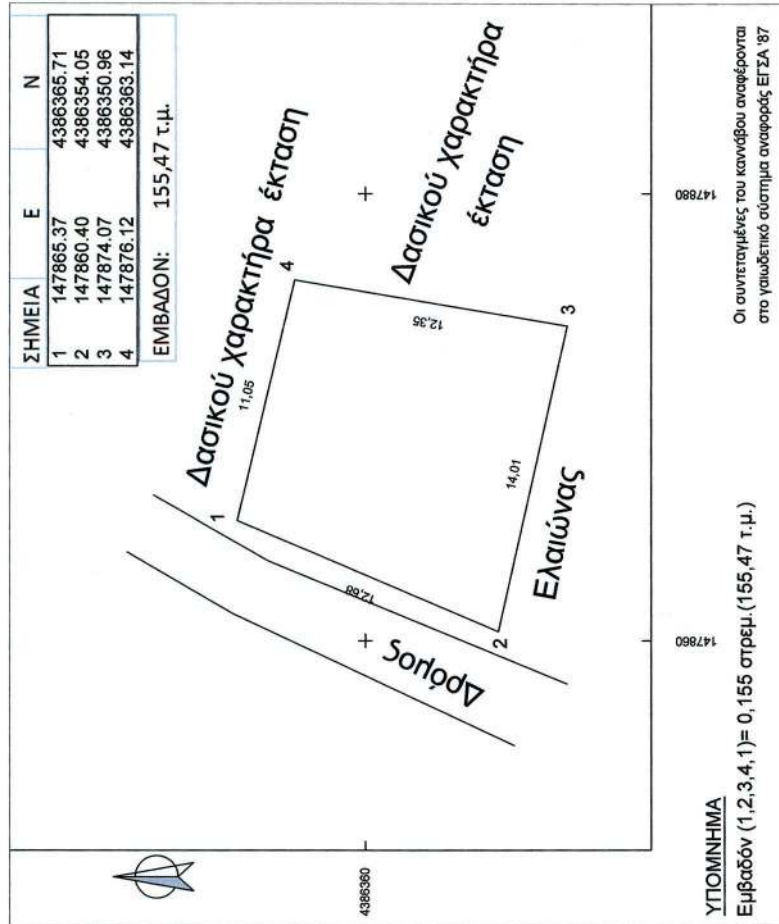 ΣΗΜΕΙΑ E N
1 147865.37 4386365.71
2 147860.40 4386354.05
3 147874.07 4386350.96
4 147876.12 4386363.14
ΕΜΒΑΔΟΝ: 155,47 τ.μ.
Δασικού χαρακτήρα έκταση
1
11,05
4
Δασικού χαρακτήρα
έκταση
12,68
12,35
4386360
Δρόμος
2
14,01
3
Ελαιώνας
147860
147880
ΥΠΟΜΝΗΜΑ
Εμβαδόν (1,2,3,4,1)= 0,155 στρεμ.(155,47 τ.μ.)
Οι συντεταγμένες του καννάβου αναφέρονται
στο γαιωδετικό σύστημα αναφοράς ΕΓΣΑ '87